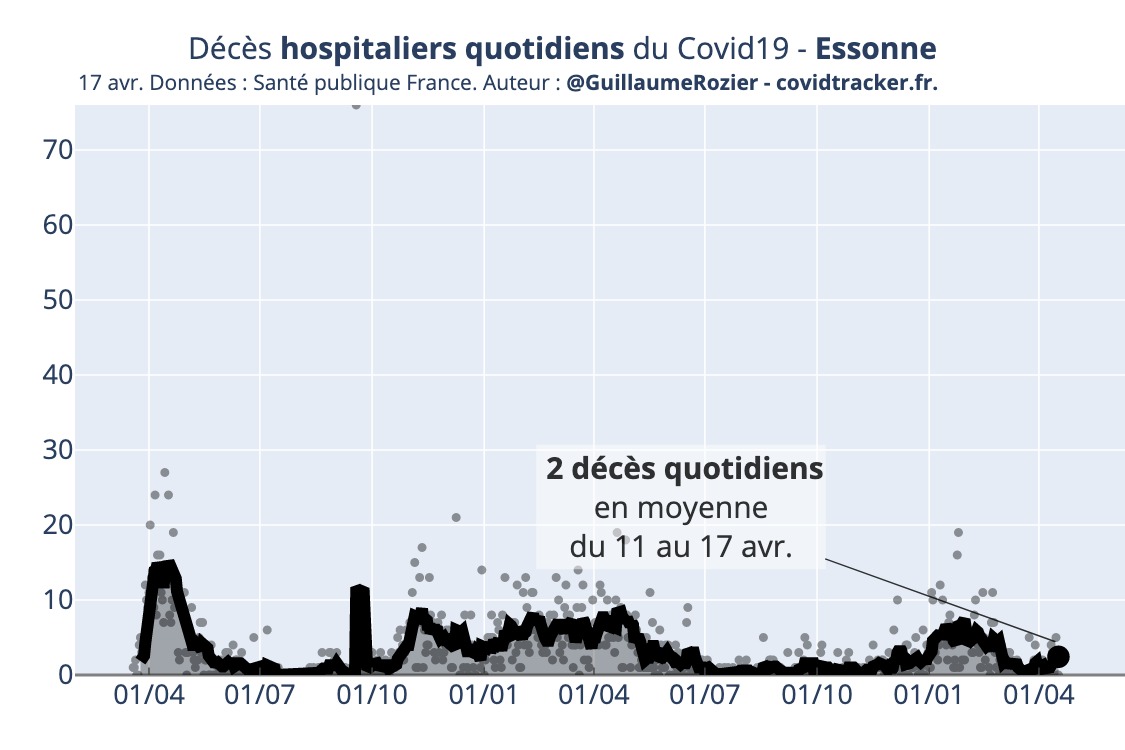 Décès hospitaliers quotidiens du Covid19 - Essonne
17 avr. Données : Santé publique France. Auteur : @GuillaumeRozier - covidtracker.fr.
70
60
50
40
30
20
10
0
2 décès quotidiens
en moyenne
du 11 au 17 avr.
01/04 01/07 01/10 01/01 01/04 01/07 01/10 01/01 01/04